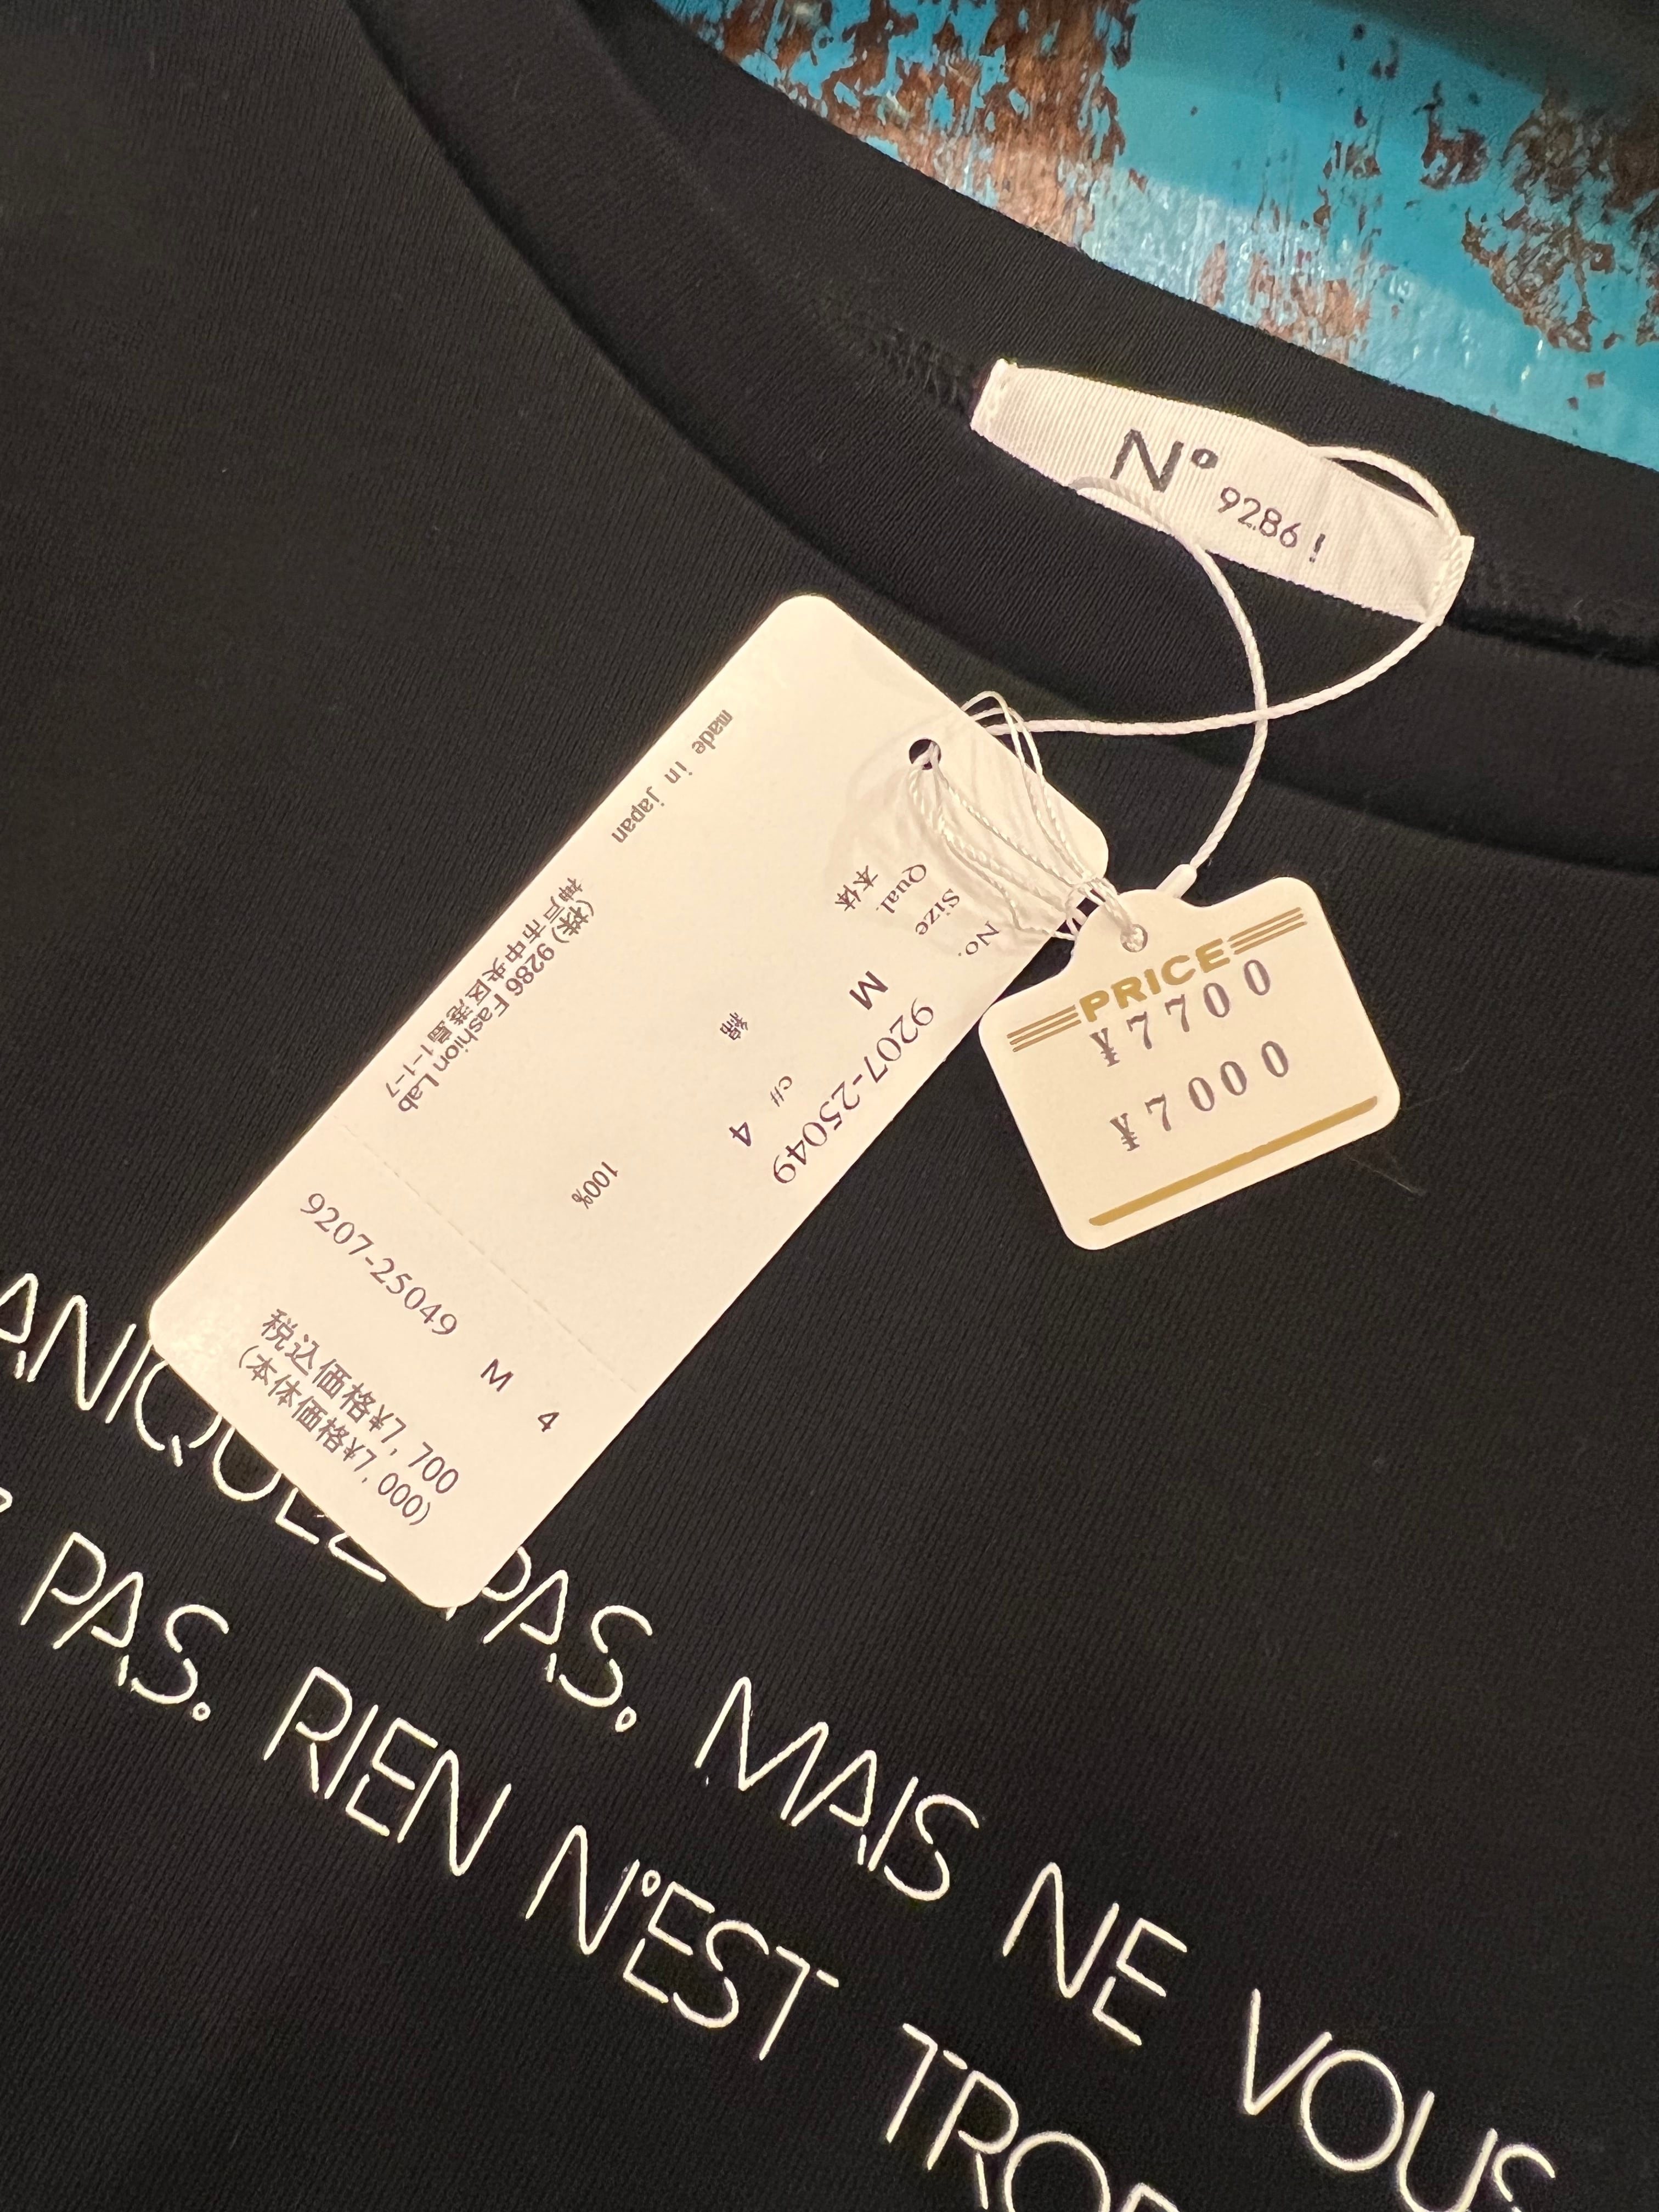 N° 9286!
No. 9207-25049
Size M c# 4
Qual.
本体 綿 100%
made in japan
(株) 9286 Fashion Lab
神戸市中央区港島1-1-7
9207-25049 M 4
税込価格¥7,700
(本体価格¥7,000)
PRICE
¥7700
¥7000
PAS, MAIS NE VOUS
PAS. RIEN N'EST